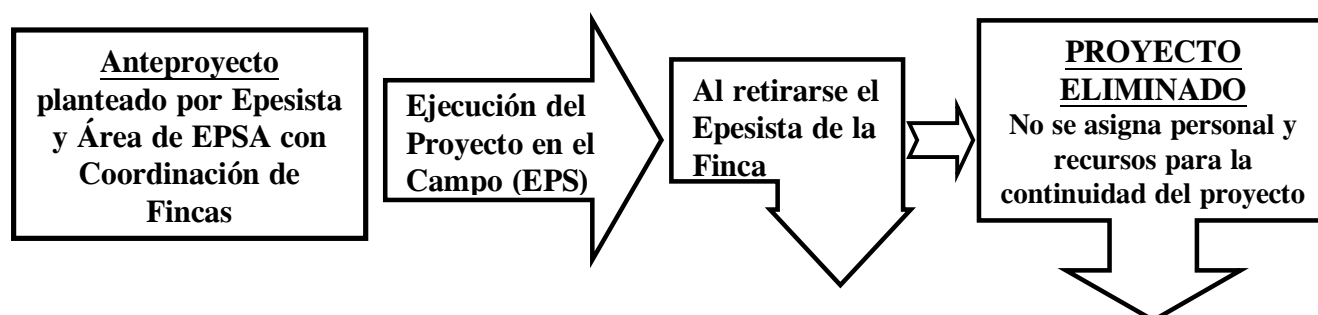 Anteproyecto
planteado por Epesista
y Área de EPSA con
Coordinación de
Fincas
Ejecución del
Proyecto en el
Campo (EPS)
Al retirarse el
Epesista de la
Finca
PROYECTO
ELIMINADO
No se asigna personal y
recursos para la
continuidad del proyecto